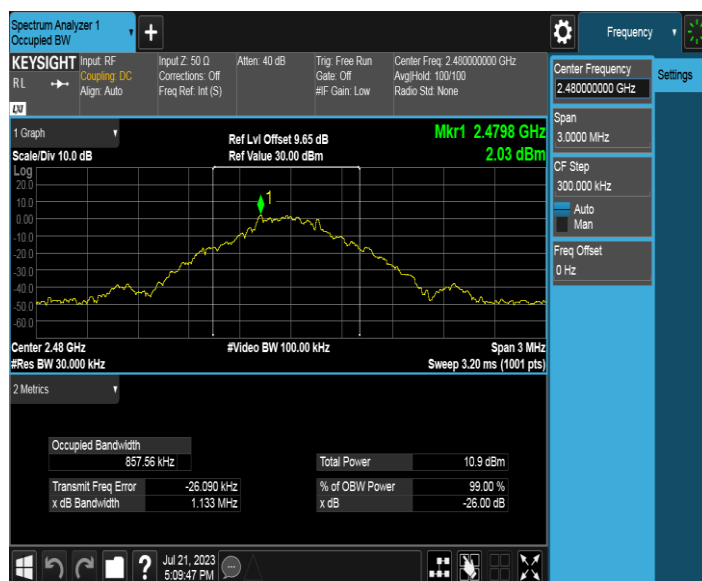 Spectrum Analyzer 1
Occupied BW
Frequency
KEYSIGHT
RL
LXI
Input: RF
Coupling: DC
Align: Auto
Input Z: 50 Ω
Corrections: Off
Freq Ref: Int (S)
Atten: 40 dB
Trig: Free Run
Gate: Off
#IF Gain: Low
Center Freq: 2.480000000 GHz
Avg|Hold: 100/100
Radio Std: None
Center Frequency
2.480000000 GHz
Settings
Span
3.0000 MHz
CF Step
300.000 kHz
Auto
Man
Freq Offset
0 Hz
1 Graph
Scale/Div 10.0 dB
Ref Lvl Offset 9.65 dB
Ref Value 30.00 dBm
Mkr1 2.4798 GHz
2.03 dBm
Log
20.0
10.0
0.00
-10.0
-20.0
-30.0
-40.0
-50.0
-60.0
1
Center 2.48 GHz
#Res BW 30.000 kHz
#Video BW 100.00 kHz
Span 3 MHz
Sweep 3.20 ms (1001 pts)
2 Metrics
Occupied Bandwidth
857.56 kHz
Total Power 10.9 dBm
Transmit Freq Error -26.090 kHz
% of OBW Power 99.00 %
x dB Bandwidth 1.133 MHz
x dB -26.00 dB
?
Jul 21, 2023
5:09:47 PM